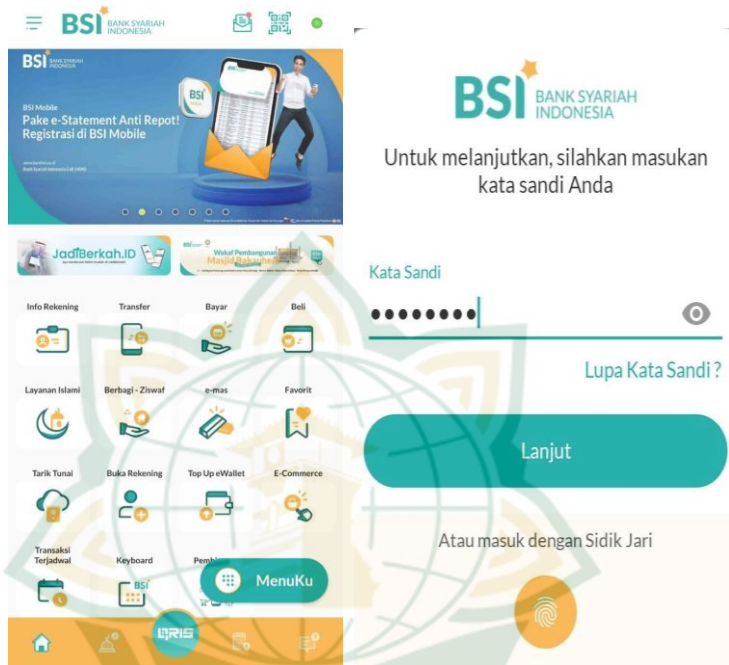 BSI BANK SYARIAH
INDONESIA
BSI BANK SYARIAH
INDONESIA
BSI Mobile
Pake e-Statement Anti Repot!
Registrasi di BSI Mobile
BSI
JadiBerkah.ID
Wakaf Pembangunan
Masjid Bakauheni
Info Rekening
Transfer
Bayar
Beli
Layanan Islami
Berbagi - Ziswaf
e-mas
Favorit
Tarik Tunai
Buka Rekening
Top Up eWallet
E-Commerce
Transaksi
Terjadwal
Keyboard
BSI
MenuKu
QRIS
BSI BANK SYARIAH
INDONESIA
Untuk melanjutkan, silahkan masukan
kata sandi Anda
Kata Sandi
Lupa Kata Sandi ?
Lanjut
Atau masuk dengan Sidik Jari